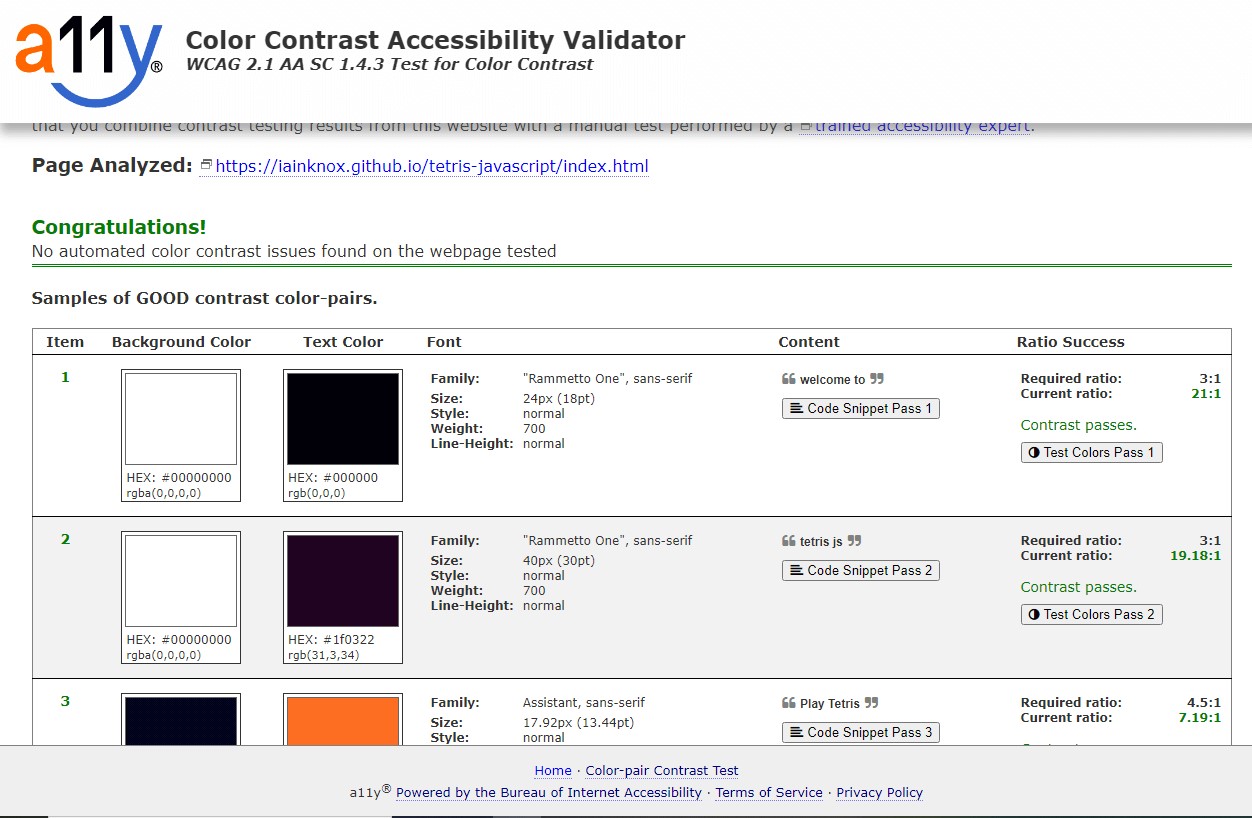 a11y®
Color Contrast Accessibility Validator
WCAG 2.1 AA SC 1.4.3 Test for Color Contrast
that you combine contrast testing results from this website with a manual test performed by a trained accessibility expert.
Page Analyzed: https://iainknox.github.io/tetris-javascript/index.html
Congratulations!
No automated color contrast issues found on the webpage tested
Samples of GOOD contrast color-pairs.
Item Background Color Text Color Font Content Ratio Success
1
HEX: #00000000
rgba(0,0,0,0)
HEX: #000000
rgb(0,0,0)
Family: "Rammetto One", sans-serif
Size: 24px (18pt)
Style: normal
Weight: 700
Line-Height: normal
❝ welcome to ❞
Code Snippet Pass 1
Required ratio: 3:1
Current ratio: 21:1
Contrast passes.
Test Colors Pass 1
2
HEX: #00000000
rgba(0,0,0,0)
HEX: #1f0322
rgb(31,3,34)
Family: "Rammetto One", sans-serif
Size: 40px (30pt)
Style: normal
Weight: 700
Line-Height: normal
❝ tetris js ❞
Code Snippet Pass 2
Required ratio: 3:1
Current ratio: 19.18:1
Contrast passes.
Test Colors Pass 2
3
Family: Assistant, sans-serif
Size: 17.92px (13.44pt)
Style: normal
❝ Play Tetris ❞
Code Snippet Pass 3
Required ratio: 4.5:1
Current ratio: 7.19:1
Home · Color-pair Contrast Test
a11y® Powered by the Bureau of Internet Accessibility · Terms of Service · Privacy Policy